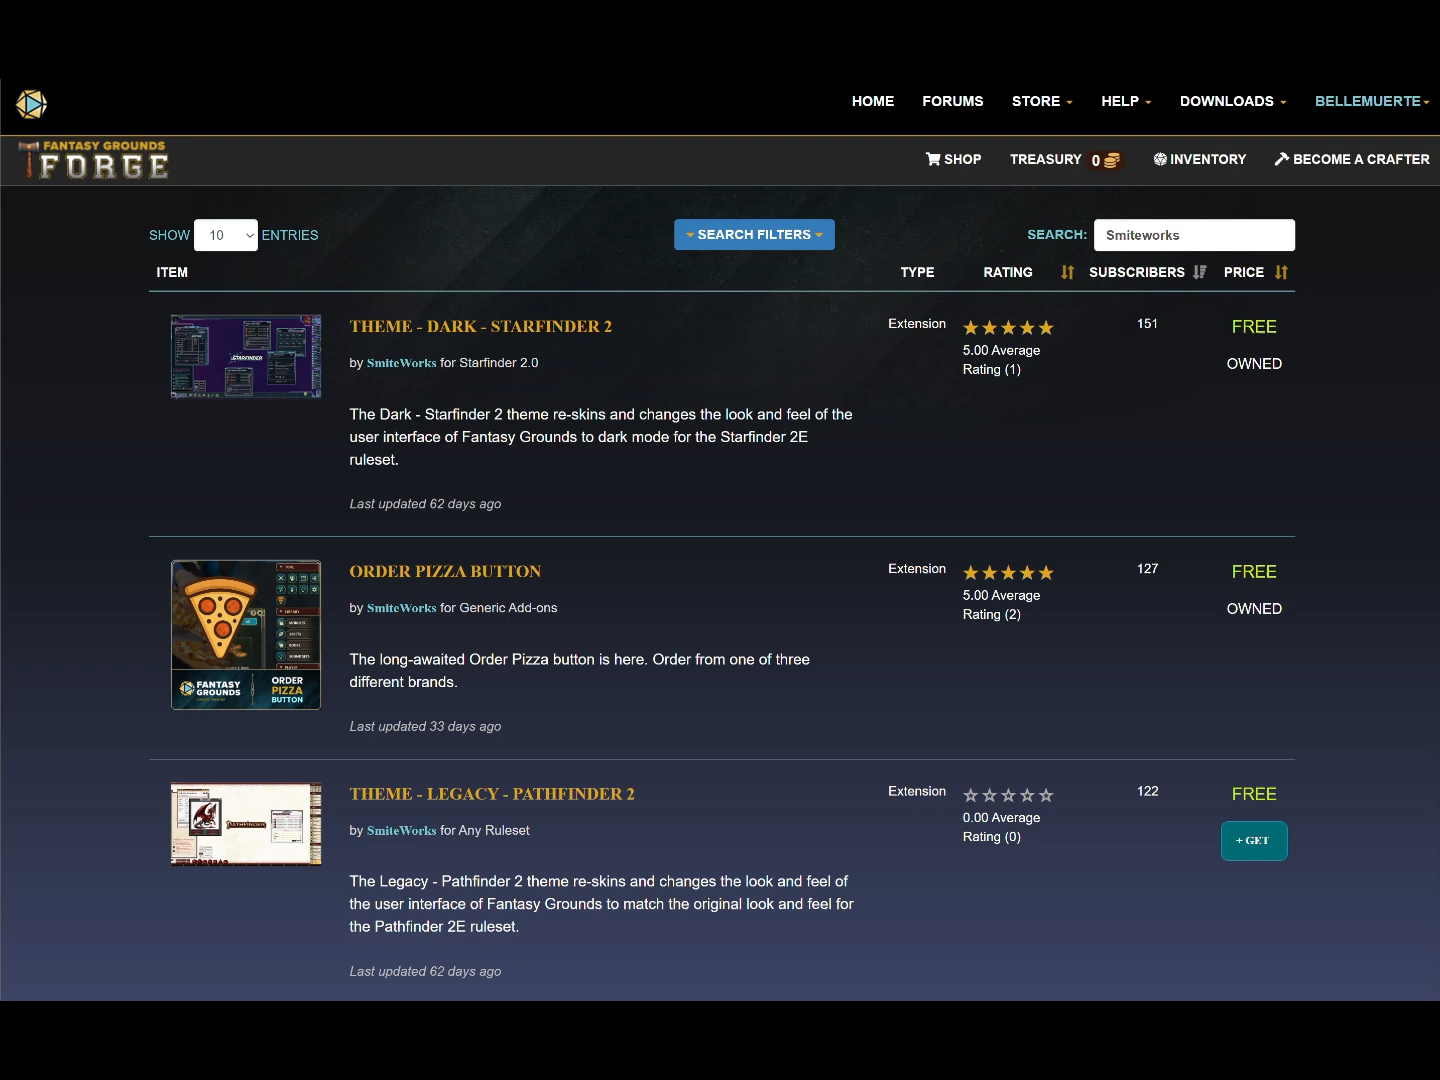 HOME FORUMS STORE HELP DOWNLOADS BELLEMUERTE
FANTASY GROUNDS
FORGE
SHOP TREASURY 0 INVENTORY BECOME A CRAFTER
SHOW 10 ENTRIES SEARCH FILTERS SEARCH: Smiteworks
ITEM TYPE RATING SUBSCRIBERS PRICE
THEME - DARK - STARFINDER 2 Extension 151 FREE
5.00 Average
by SmiteWorks for Starfinder 2.0 OWNED
Rating (1)
STARFINDER
The Dark - Starfinder 2 theme re-skins and changes the look and feel of the
user interface of Fantasy Grounds to dark mode for the Starfinder 2E
ruleset.
Last updated 62 days ago
ORDER PIZZA BUTTON Extension 127 FREE
5.00 Average
by SmiteWorks for Generic Add-ons OWNED
Rating (2)
The long-awaited Order Pizza button is here. Order from one of three
different brands.
FANTASY
GROUNDS
ORDER
PIZZA
BUTTON
Last updated 33 days ago
THEME - LEGACY - PATHFINDER 2 Extension 122 FREE
0.00 Average
by SmiteWorks for Any Ruleset
Rating (0)
+ GET
PATHFINDER
The Legacy - Pathfinder 2 theme re-skins and changes the look and feel of
the user interface of Fantasy Grounds to match the original look and feel for
the Pathfinder 2E ruleset.
Last updated 62 days ago